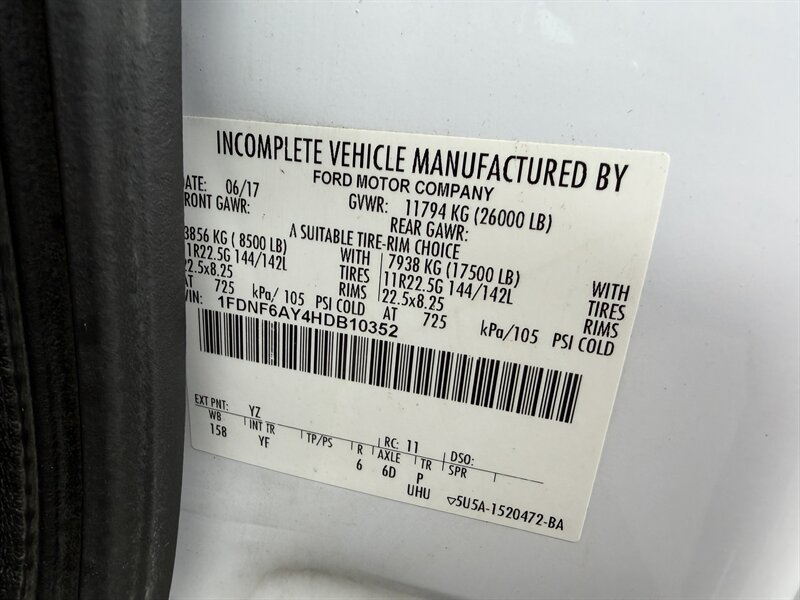 INCOMPLETE VEHICLE MANUFACTURED BY
FORD MOTOR COMPANY
ATE: 06/17 GVWR: 11794 KG (26000 LB)
RONT GAWR: REAR GAWR:
A SUITABLE TIRE-RIM CHOICE
3856 KG ( 8500 LB) WITH 7938 KG (17500 LB) WITH
11R22.5G 144/142L TIRES 11R22.5G 144/142L TIRES
22.5x8.25 RIMS 22.5x8.25 RIMS
AT 725 kPa/ 105 PSI COLD AT 725 kPa/105 PSI COLD
VIN: 1FDNF6AY4HDB10352
EXT PNT: YZ RC: 11 DSO:
WB INT TR TP/PS R AXLE TR SPR
158 YF 6 6D P
UHU ▽5U5A-1520472-BA